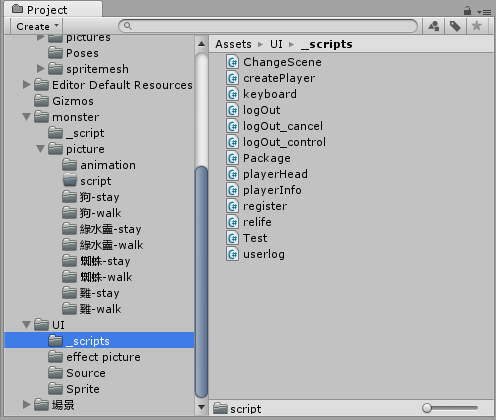 Project
Create
pictures
Poses
spritemesh
Editor Default Resources
Gizmos
monster
_script
picture
animation
script
狗-stay
狗-walk
綠水靈-stay
綠水靈-walk
蜘蛛-stay
蜘蛛-walk
雞-stay
雞-walk
UI
_scripts
effect picture
Source
Sprite
場景
Assets ▸ UI ▸ _scripts
ChangeScene
createPlayer
keyboard
logOut
logOut_cancel
logOut_control
Package
playerHead
playerInfo
register
relife
Test
userlog
script